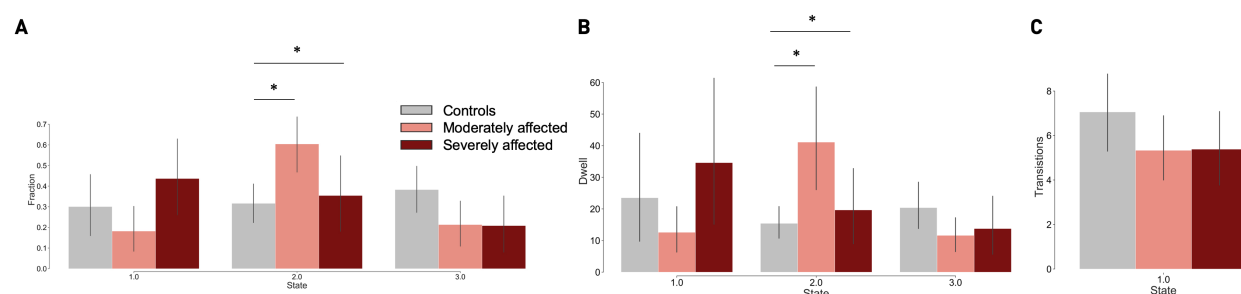 A
B
C
*
*
Controls
Moderately affected
Severely affected
0.7
0.6
0.5
0.4
0.3
0.2
0.1
0.0
Fraction
1.0
2.0
3.0
State
*
*
60
50
40
30
20
10
0
Dwell
1.0
2.0
3.0
State
8
6
4
2
0
Transistions
1.0
State